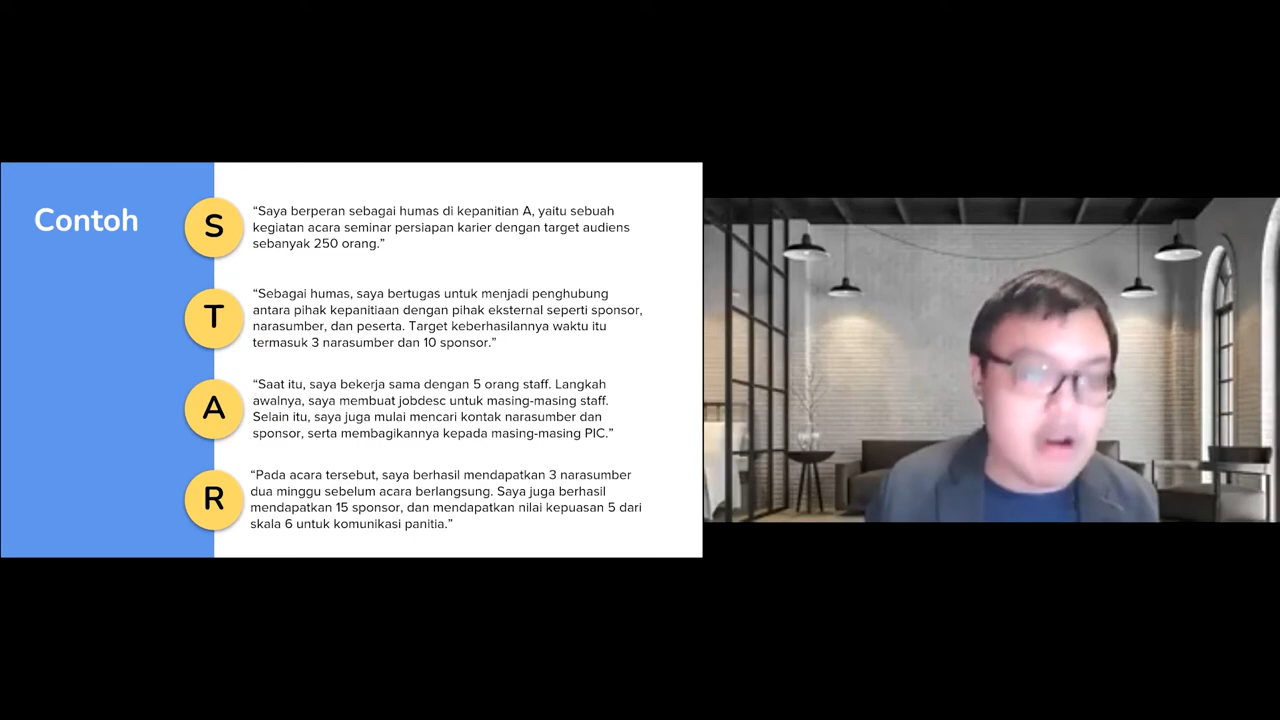 Contoh
S
“Saya berperan sebagai humas di kepanitian A, yaitu sebuah
kegiatan acara seminar persiapan karier dengan target audiens
sebanyak 250 orang.”
T
“Sebagai humas, saya bertugas untuk menjadi penghubung
antara pihak kepanitiaan dengan pihak eksternal seperti sponsor,
narasumber, dan peserta. Target keberhasilannya waktu itu
termasuk 3 narasumber dan 10 sponsor.”
A
“Saat itu, saya bekerja sama dengan 5 orang staff. Langkah
awalnya, saya membuat jobdesc untuk masing-masing staff.
Selain itu, saya juga mulai mencari kontak narasumber dan
sponsor, serta membagikannya kepada masing-masing PIC.”
R
“Pada acara tersebut, saya berhasil mendapatkan 3 narasumber
dua minggu sebelum acara berlangsung. Saya juga berhasil
mendapatkan 15 sponsor, dan mendapatkan nilai kepuasan 5 dari
skala 6 untuk komunikasi panitia.”